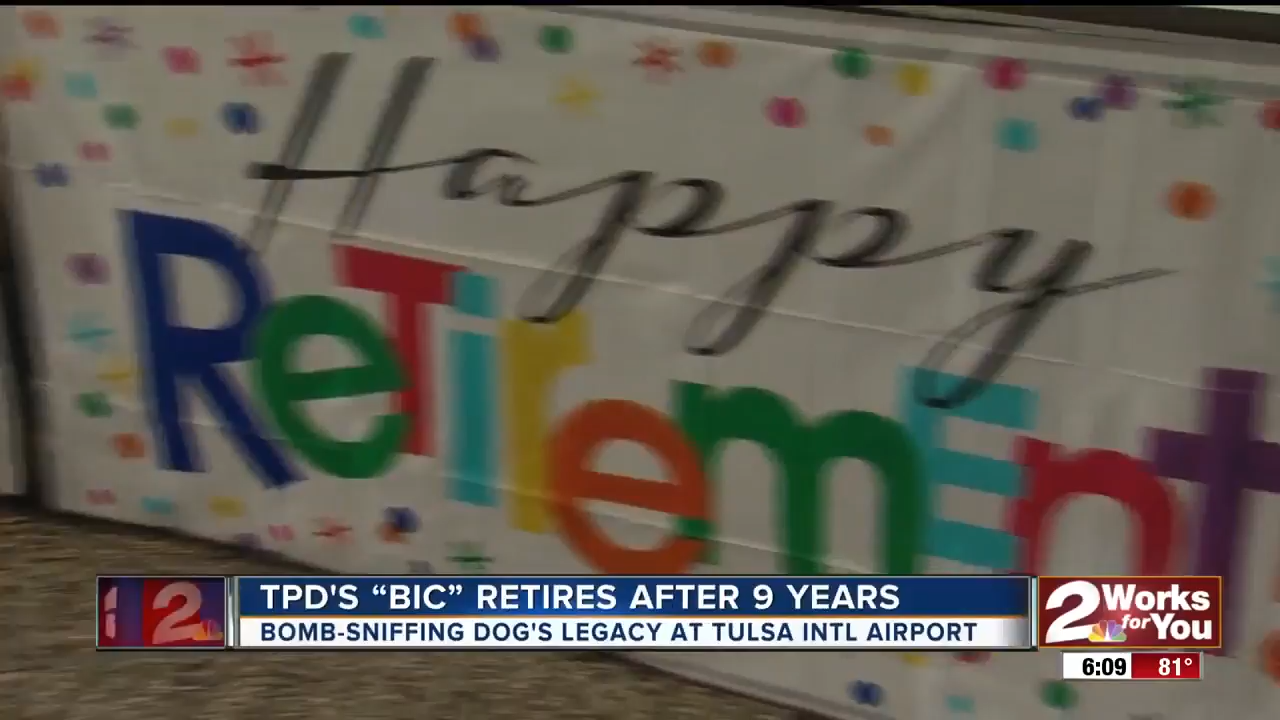 Happy
ReTiremEnt
TPD'S “BIC” RETIRES AFTER 9 YEARS
BOMB-SNIFFING DOG'S LEGACY AT TULSA INTL AIRPORT
2
2 Works for You
6:09 81°